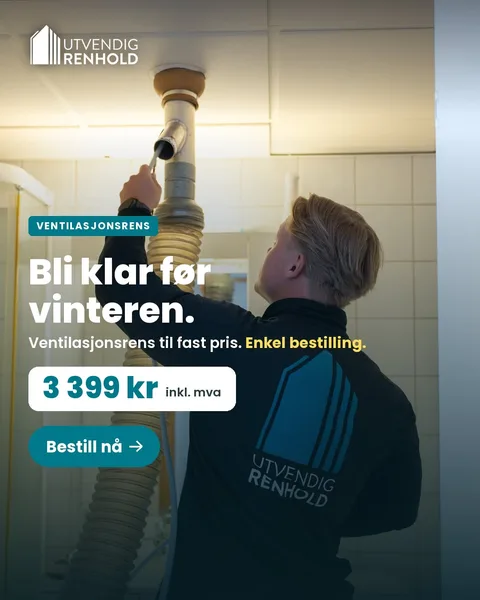 UTVENDIG
RENHOLD
VENTILASJONSRENS
Bli klar før
vinteren.
Ventilasjonsrens til fast pris. Enkel bestilling.
3 399 kr inkl. mva
Bestill nå →
UTVENDIG
RENHOLD